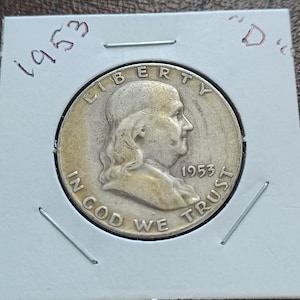 1953 "D"
LIBERTY
1953
IN GOD WE TRUST